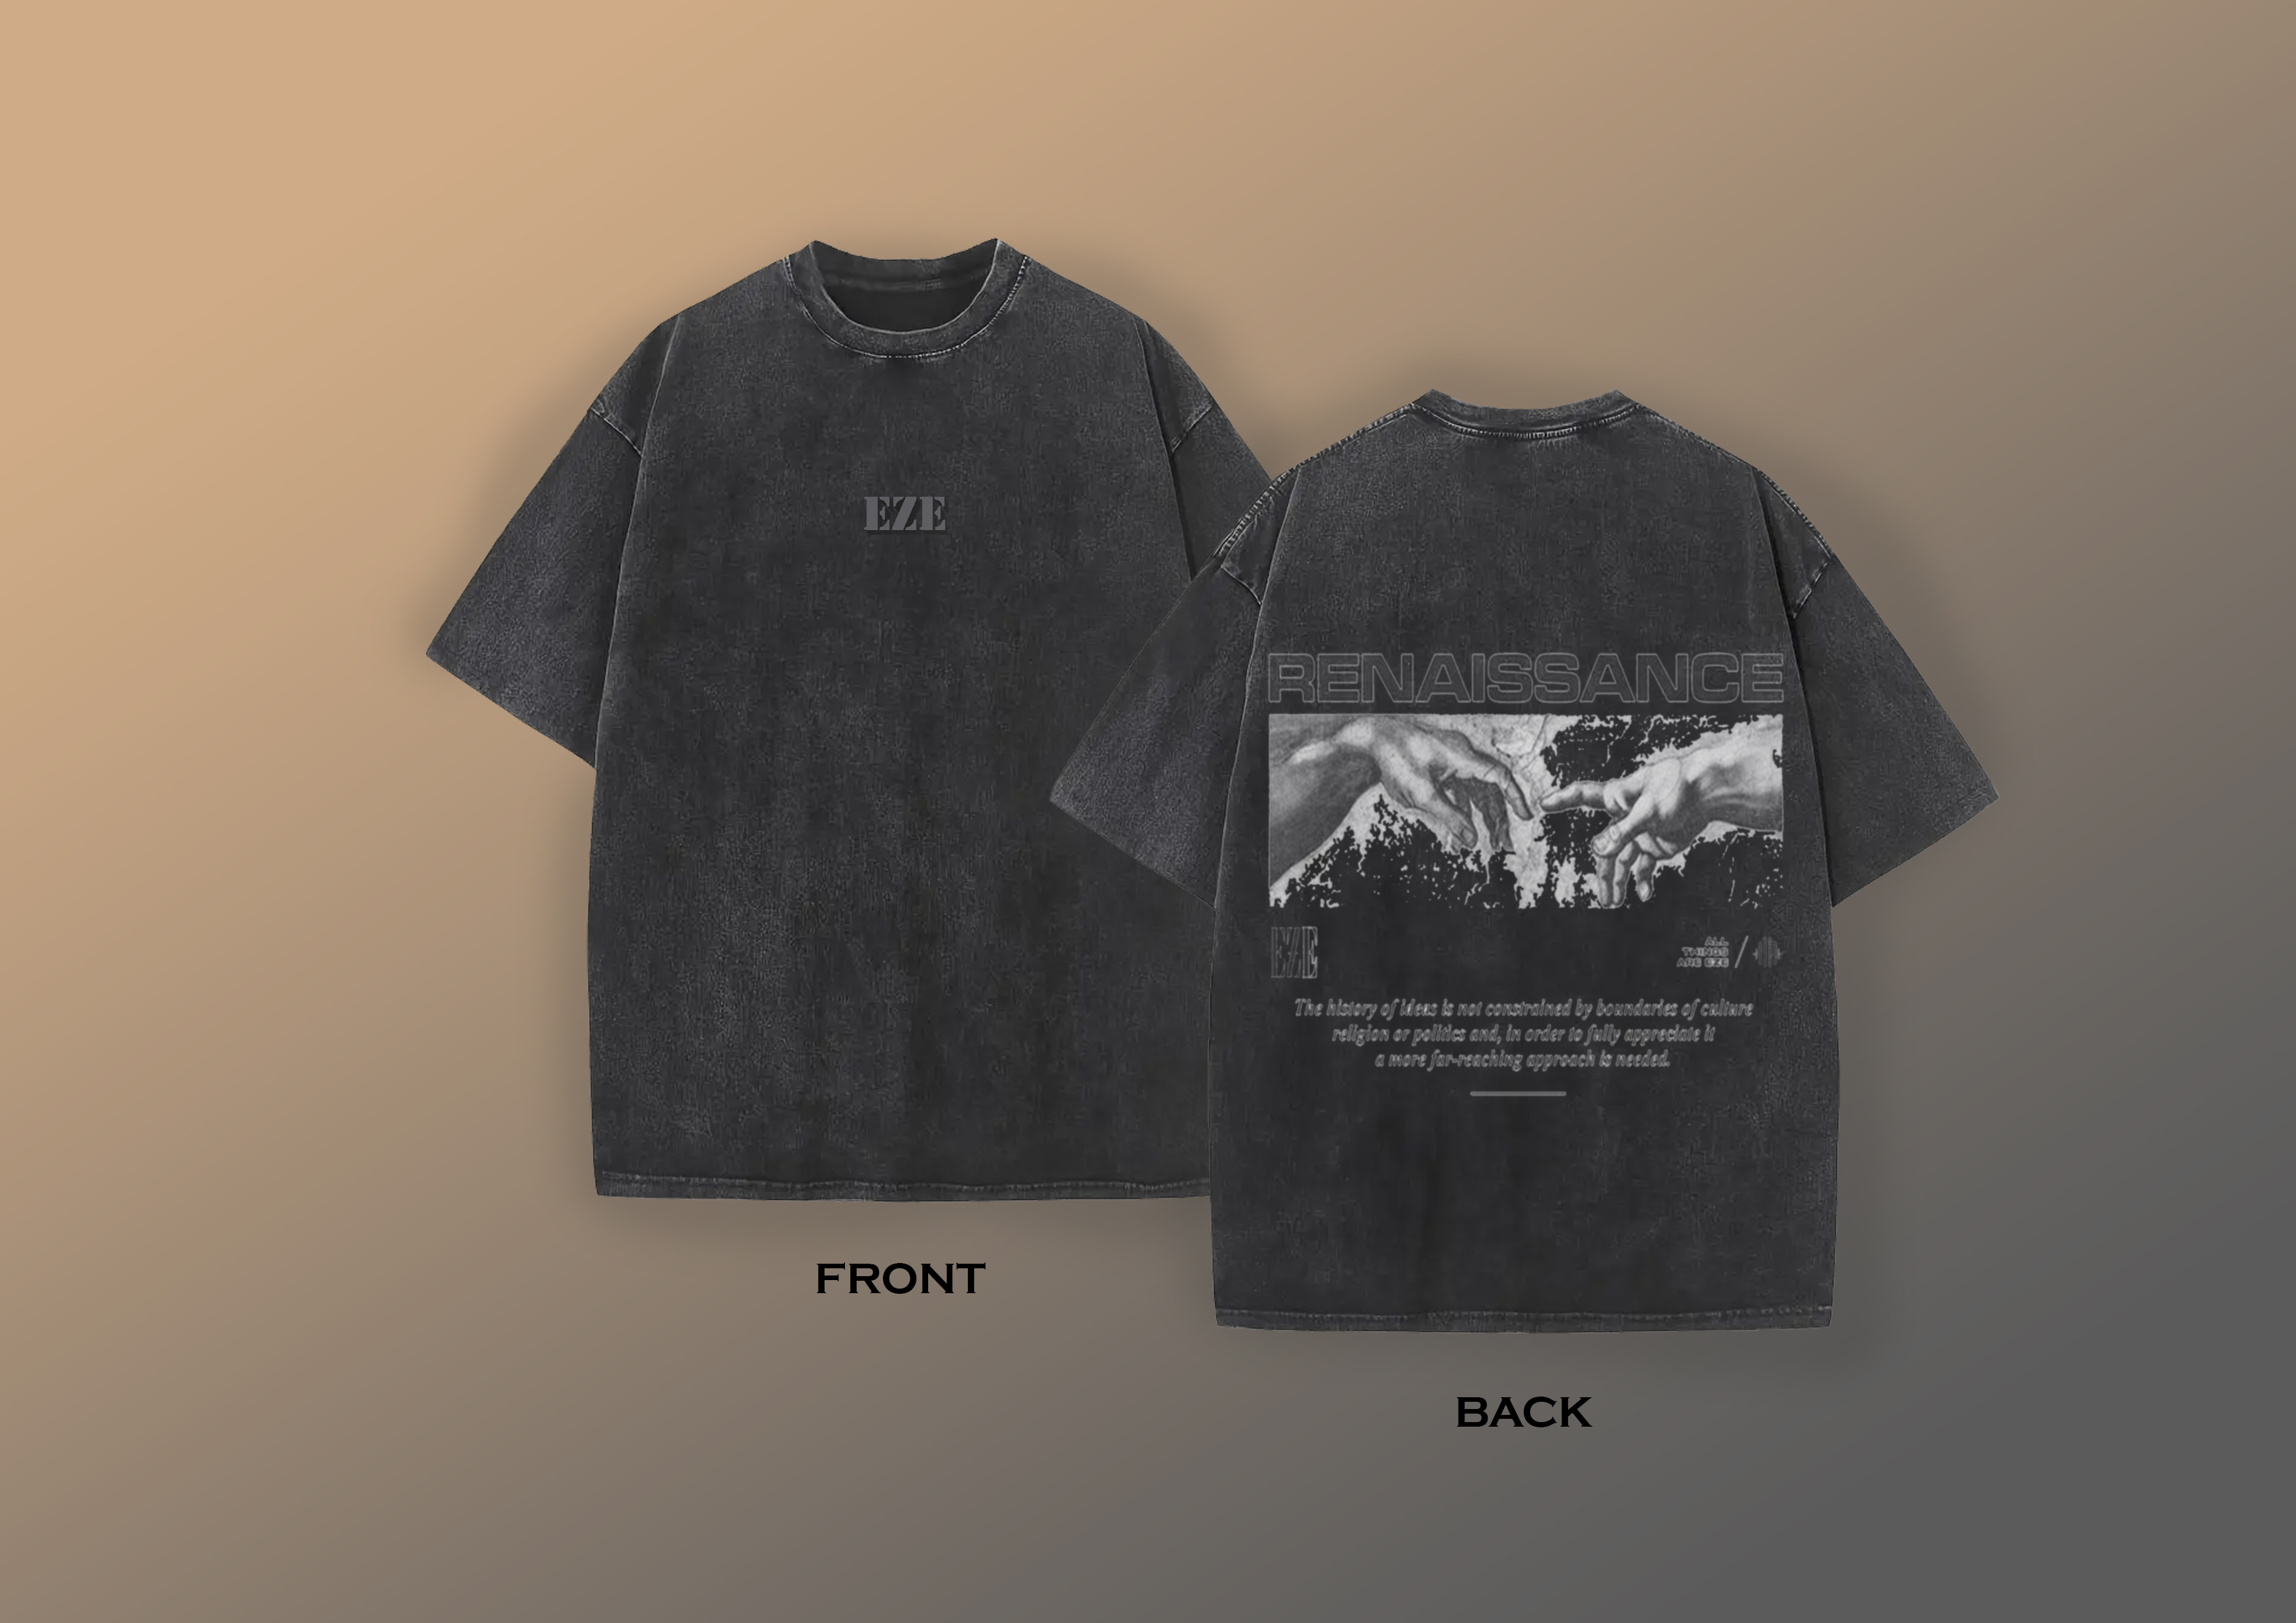 EZE
RENAISSANCE
EZE
ALL
THINGS
ARE EZE /
The history of ideas is not constrained by boundaries of culture
religion or politics and, in order to fully appreciate it
a more far-reaching approach is needed.
FRONT
BACK